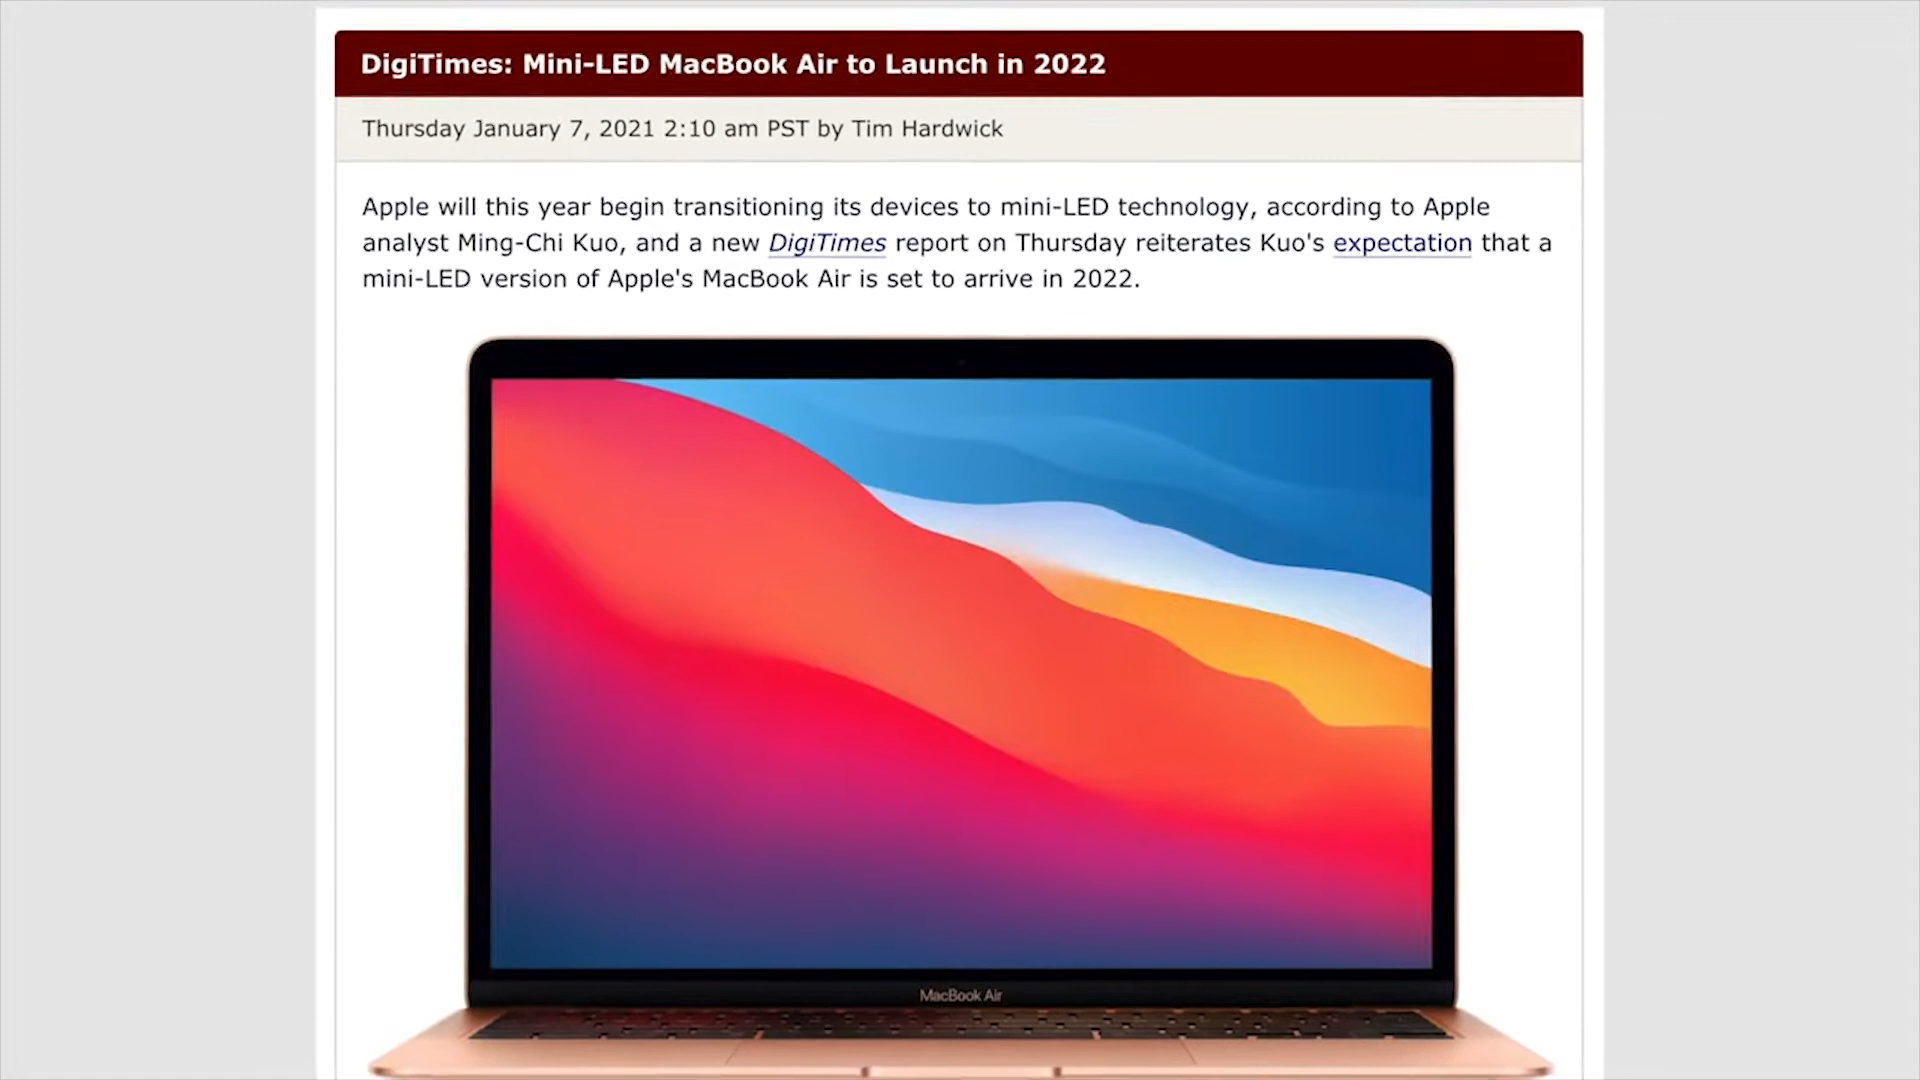 DigiTimes: Mini-LED MacBook Air to Launch in 2022
Thursday January 7, 2021 2:10 am PST by Tim Hardwick
Apple will this year begin transitioning its devices to mini-LED technology, according to Apple
analyst Ming-Chi Kuo, and a new DigiTimes report on Thursday reiterates Kuo's expectation that a
mini-LED version of Apple's MacBook Air is set to arrive in 2022.
MacBook Air